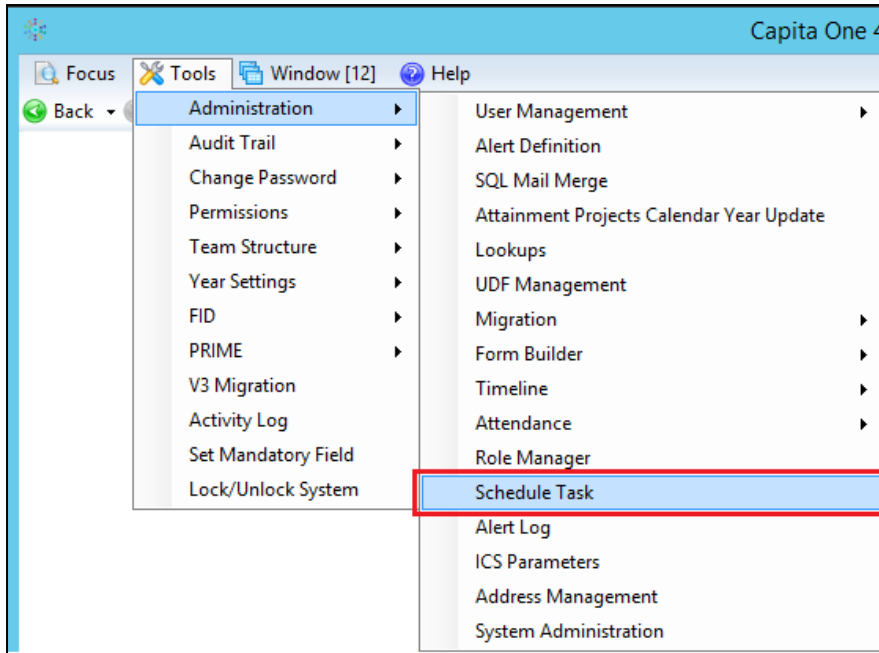 Capita One 4
Focus Tools Window [12] Help
Back
Administration
Audit Trail
Change Password
Permissions
Team Structure
Year Settings
FID
PRIME
V3 Migration
Activity Log
Set Mandatory Field
Lock/Unlock System
User Management
Alert Definition
SQL Mail Merge
Attainment Projects Calendar Year Update
Lookups
UDF Management
Migration
Form Builder
Timeline
Attendance
Role Manager
Schedule Task
Alert Log
ICS Parameters
Address Management
System Administration